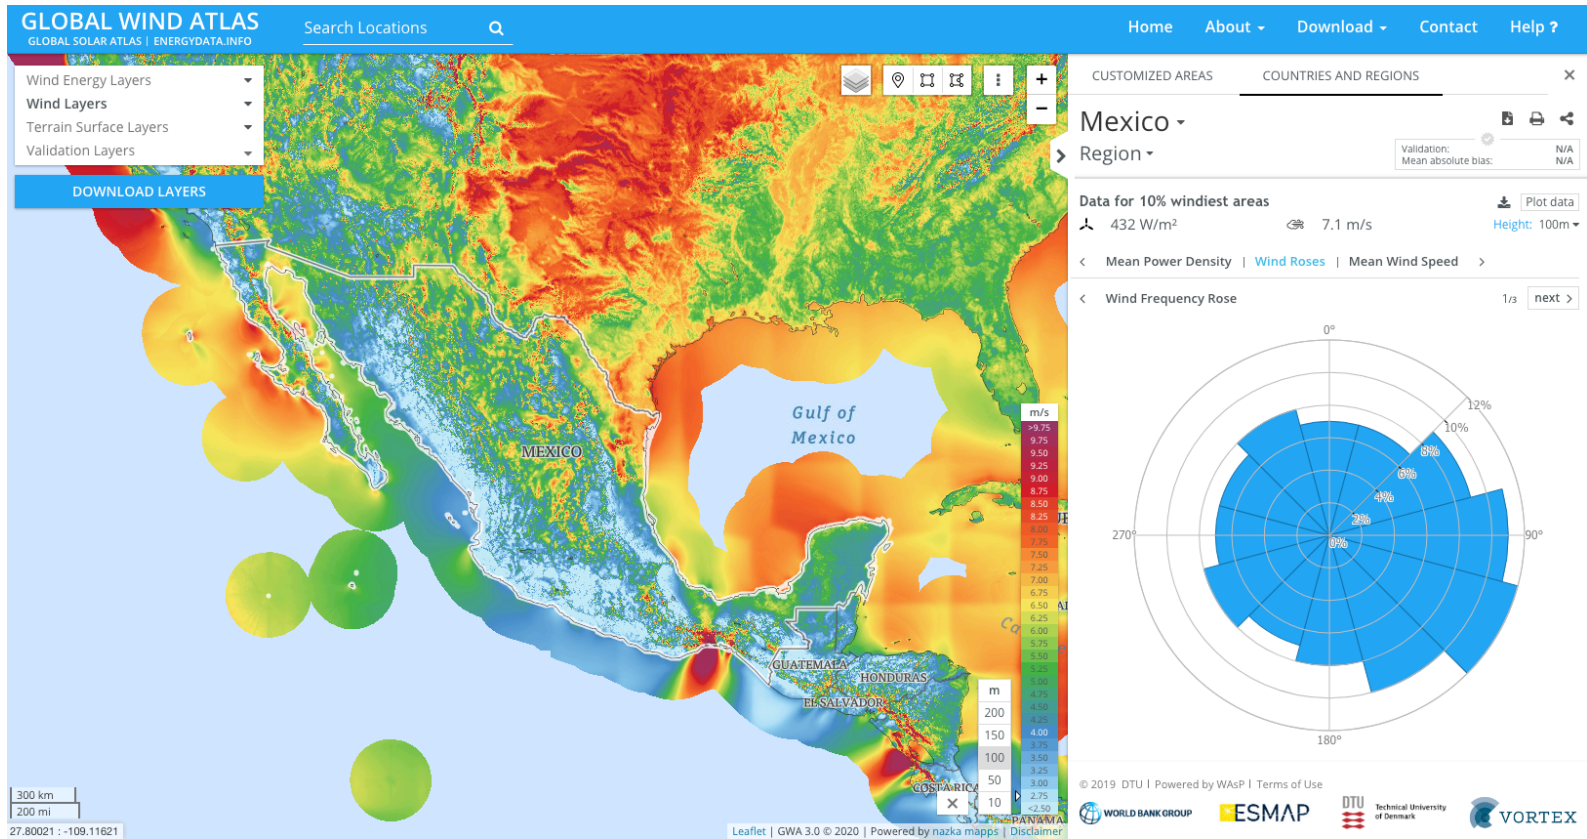 GLOBAL WIND ATLAS
GLOBAL SOLAR ATLAS | ENERGYDATA.INFO
Search Locations
Home
About
Download
Contact
Help ?
Wind Energy Layers
Wind Layers
Terrain Surface Layers
Validation Layers
DOWNLOAD LAYERS
+
−
CUSTOMIZED AREAS
COUNTRIES AND REGIONS
Mexico
Region
Validation: N/A
Mean absolute bias: N/A
Data for 10% windiest areas
Plot data
432 W/m²
7.1 m/s
Height: 100m
Mean Power Density | Wind Roses | Mean Wind Speed
Wind Frequency Rose
1/3
next
0°
12%
10%
8%
6%
4%
2%
0%
270°
90°
180°
Gulf of
Mexico
MEXICO
GUATEMALA
HONDURAS
EL SALVADOR
COSTA RICA
PANAMA
Ca
m/s
>9.75
9.75
9.50
9.25
9.00
8.75
8.50
8.25
8.00
7.75
7.50
7.25
7.00
6.75
6.50
6.25
6.00
5.75
5.50
5.25
5.00
4.75
4.50
4.25
4.00
3.75
3.50
3.25
3.00
2.75
<2.50
m
200
150
100
50
10
300 km
200 mi
27.80021 : -109.11621
Leaflet | GWA 3.0 © 2020 | Powered by nazka mapps | Disclaimer
© 2019 DTU | Powered by WAsP | Terms of Use
WORLD BANK GROUP
ESMAP
DTU
Technical University
of Denmark
VORTEX